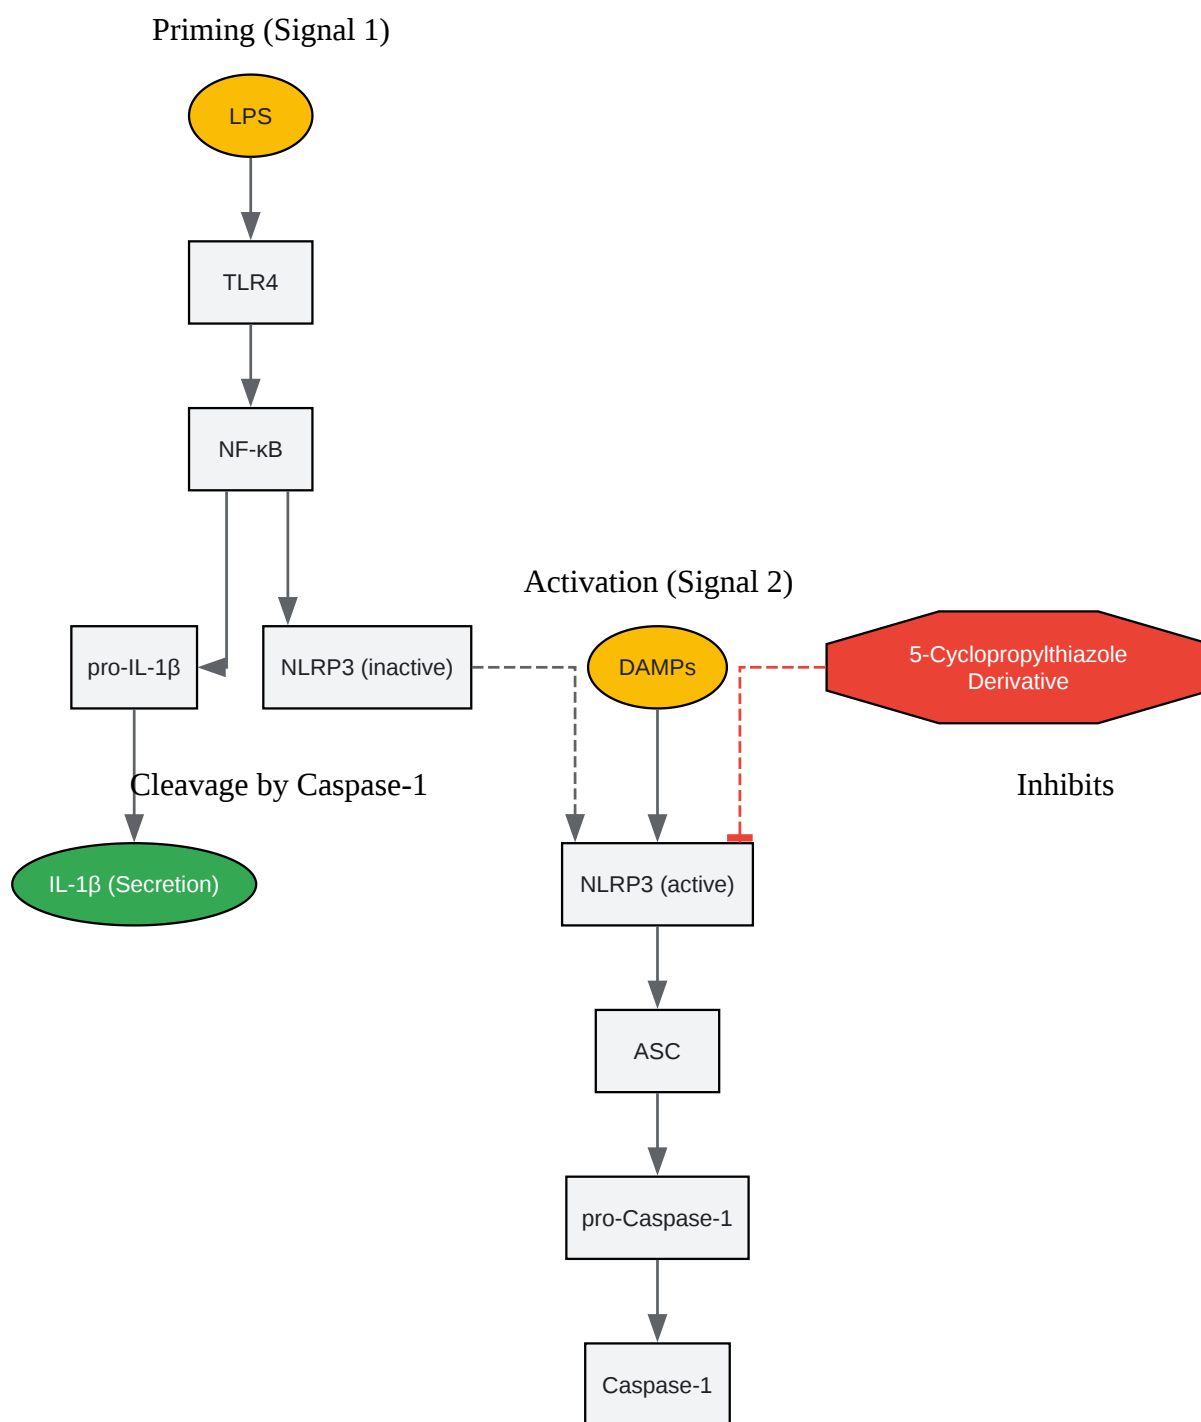 Priming (Signal 1)
LPS
TLR4
NF-κB
Activation (Signal 2)
pro-IL-1β
NLRP3 (inactive)
DAMPs
5-Cyclopropylthiazole
Derivative
Cleavage by Caspase-1
Inhibits
IL-1β (Secretion)
NLRP3 (active)
ASC
pro-Caspase-1
Caspase-1